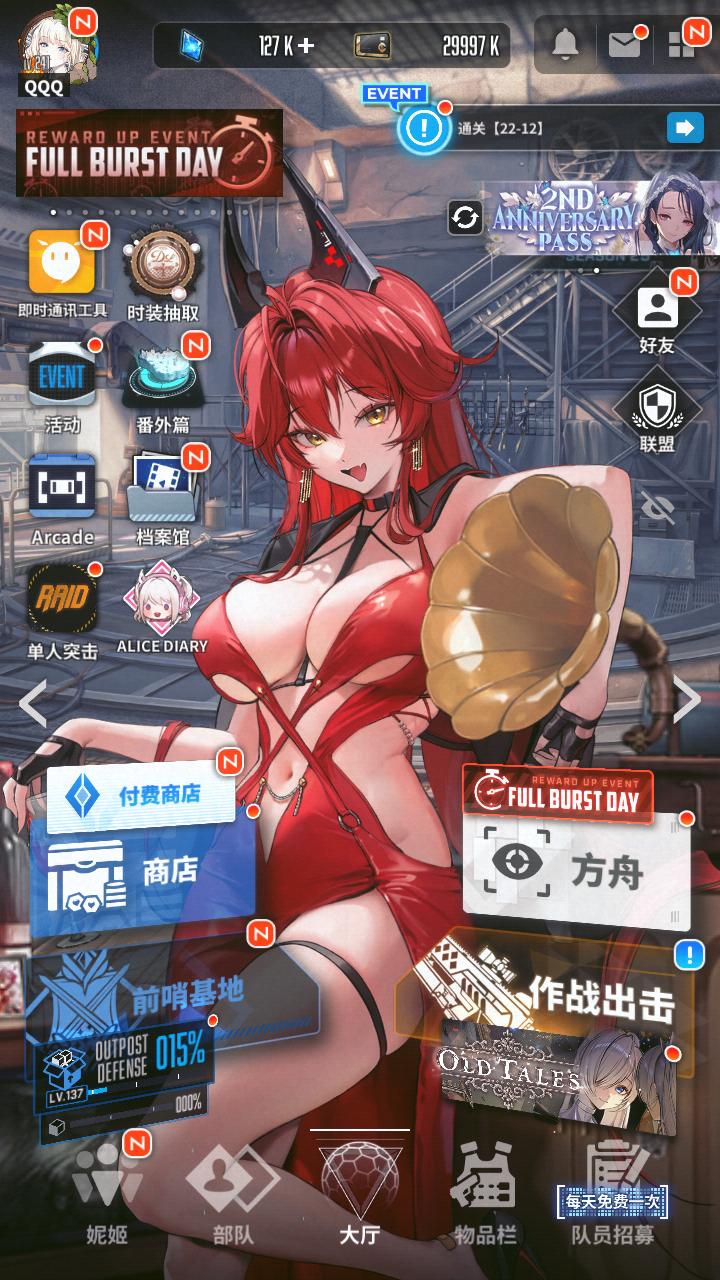 QQQ
127 K
29997 K
EVENT
通关【22-12】
REWARD UP EVENT
FULL BURST DAY
2ND
ANNIVERSARY
PASS
N
即时通讯工具
时装抽取
好友
EVENT
活动
番外篇
联盟
Arcade
档案馆
RAID
单人突击
ALICE DIARY
付费商店
REWARD UP EVENT
FULL BURST DAY
商店
方舟
前哨基地
作战出击
OUTPOST
DEFENSE
015%
LV.137
000%
OLD TALES
每天免费一次
妮姬
部队
大厅
物品栏
队员招募